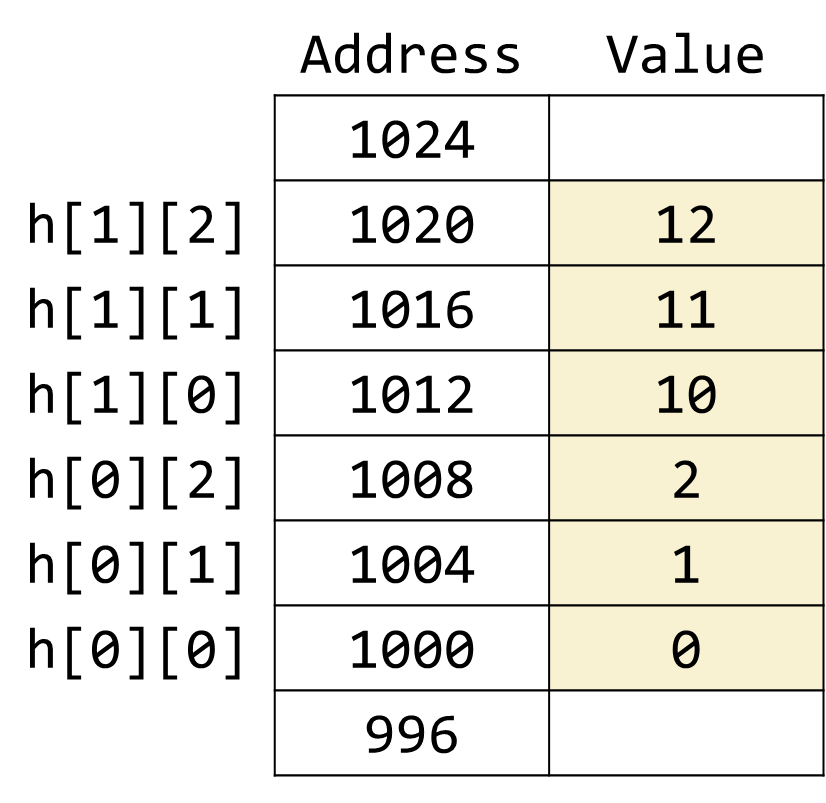 Address Value
1024
h[1][2] 1020 12
h[1][1] 1016 11
h[1][0] 1012 10
h[0][2] 1008 2
h[0][1] 1004 1
h[0][0] 1000 0
996